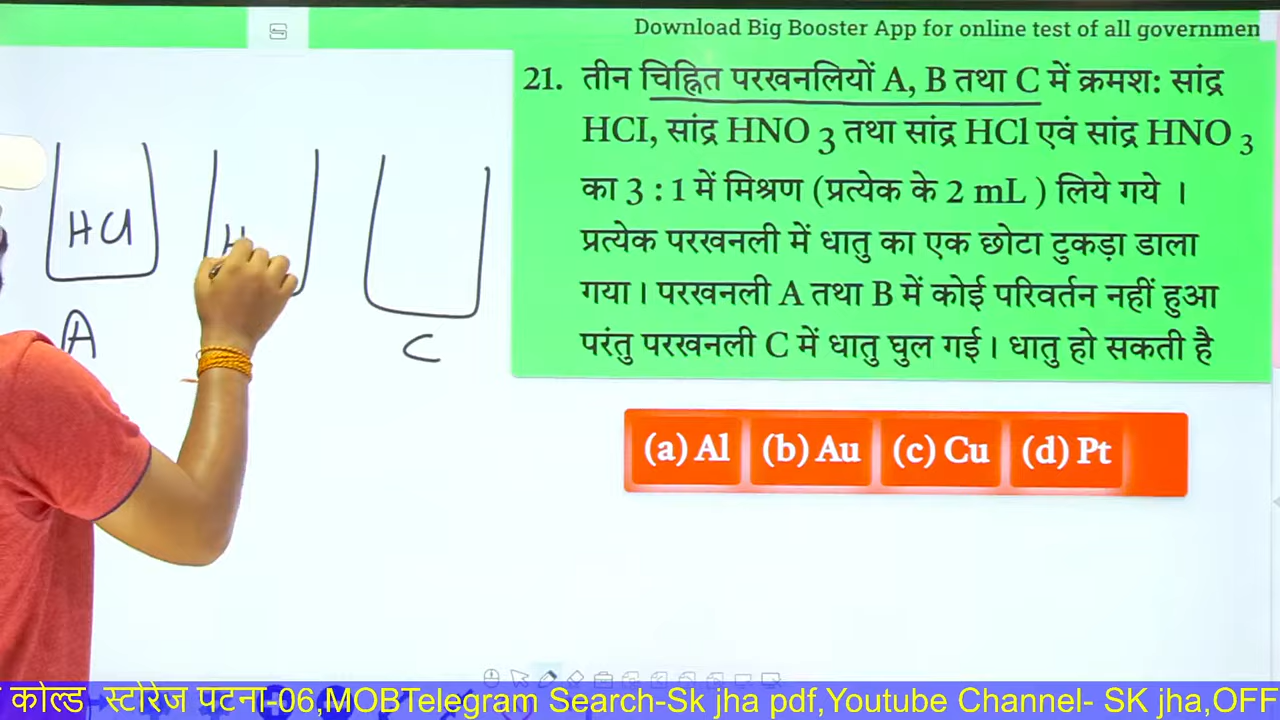 Download Big Booster App for online test of all governmen
21. तीन चिह्नित परखनलियों A, B तथा C में क्रमश: सांद्र
HCI, सांद्र HNO 3 तथा सांद्र HCl एवं सांद्र HNO 3
का 3 : 1 में मिश्रण (प्रत्येक के 2 mL ) लिये गये ।
प्रत्येक परखनली में धातु का एक छोटा टुकड़ा डाला
गया। परखनली A तथा B में कोई परिवर्तन नहीं हुआ
परंतु परखनली C में धातु घुल गई। धातु हो सकती है
(a) Al (b) Au (c) Cu (d) Pt
HCl
H
A
C
कोल्ड स्टोरेज पटना-06,MOBTelegram Search-Sk jha pdf,Youtube Channel- SK jha,OFF